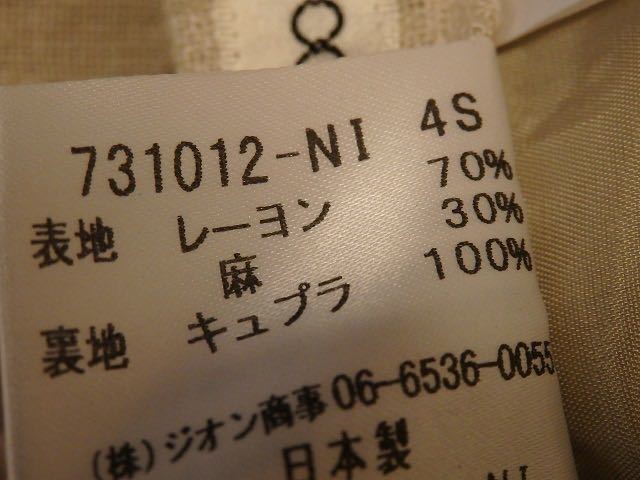 731012-NI 4S
表地 レーヨン 70%
麻 30%
裏地 キュプラ 100%
(株)ジオン商事 06-6536-0055
日本製
NI